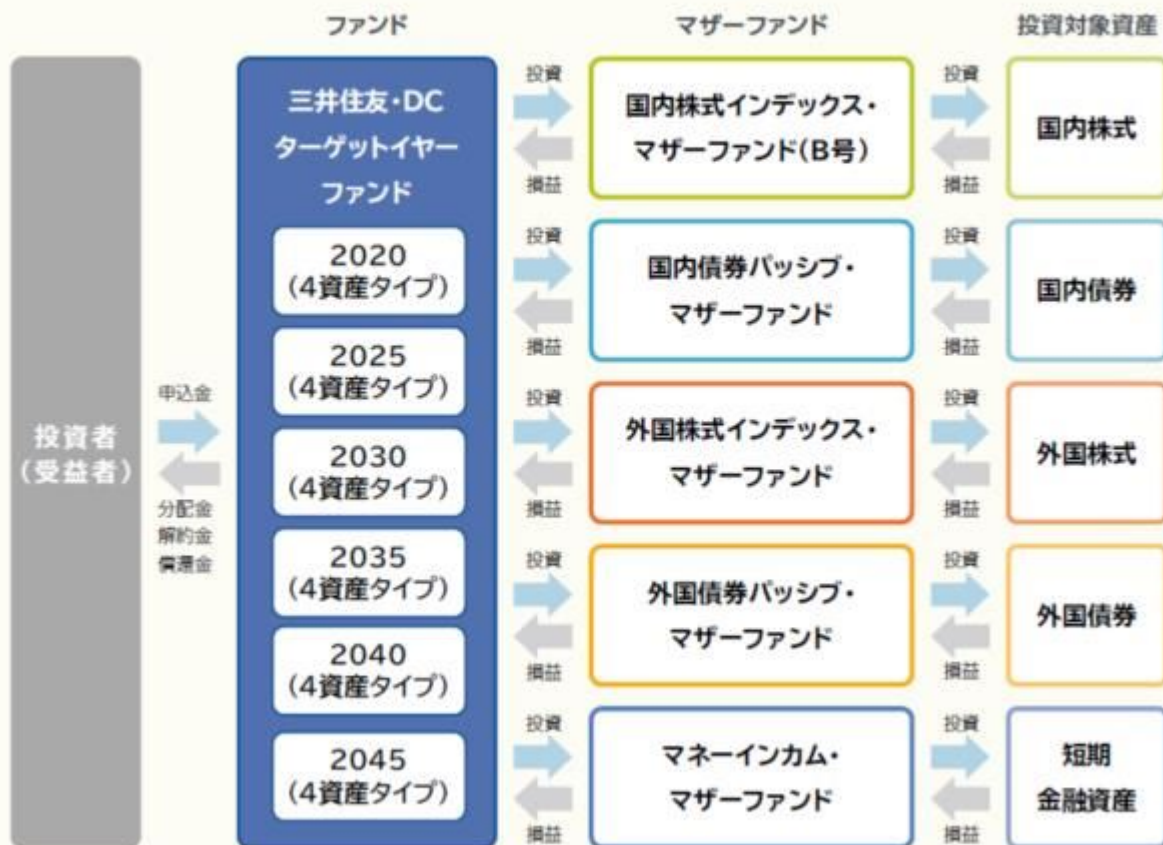 ファンド
マザーファンド
投資対象資産
投資者
（受益者）
申込金
分配金
解約金
償還金
三井住友・DC
ターゲットイヤー
ファンド
2020
（4資産タイプ）
2025
（4資産タイプ）
2030
（4資産タイプ）
2035
（4資産タイプ）
2040
（4資産タイプ）
2045
（4資産タイプ）
投資
損益
国内株式インデックス・
マザーファンド（B号）
投資
損益
国内株式
投資
損益
国内債券パッシブ・
マザーファンド
投資
損益
国内債券
投資
損益
外国株式インデックス・
マザーファンド
投資
損益
外国株式
投資
損益
外国債券パッシブ・
マザーファンド
投資
損益
外国債券
投資
損益
マネーインカム・
マザーファンド
投資
損益
短期
金融資産